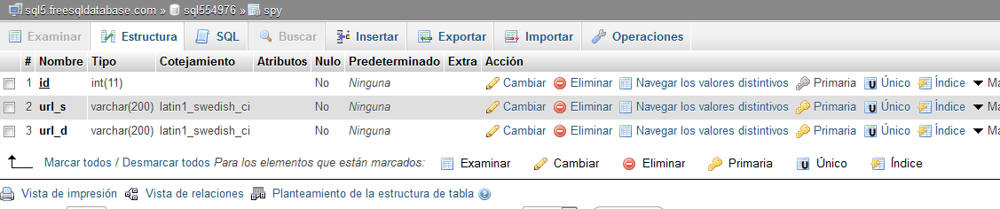 sql5.freesqldatabase.com » sql554976 » spy
Examinar Estructura SQL Buscar Insertar Exportar Importar Operaciones
# Nombre Tipo Cotejamiento Atributos Nulo Predeterminado Extra Acción
1 id int(11) No Ninguna Cambiar Eliminar Navegar los valores distintivos Primaria Único Índice
2 url_s varchar(200) latin1_swedish_ci No Ninguna Cambiar Eliminar Navegar los valores distintivos Primaria Único Índice
3 url_d varchar(200) latin1_swedish_ci No Ninguna Cambiar Eliminar Navegar los valores distintivos Primaria Único Índice
Marcar todos / Desmarcar todos Para los elementos que están marcados: Examinar Cambiar Eliminar Primaria Único Índice
Vista de impresión Vista de relaciones Planteamiento de la estructura de tabla